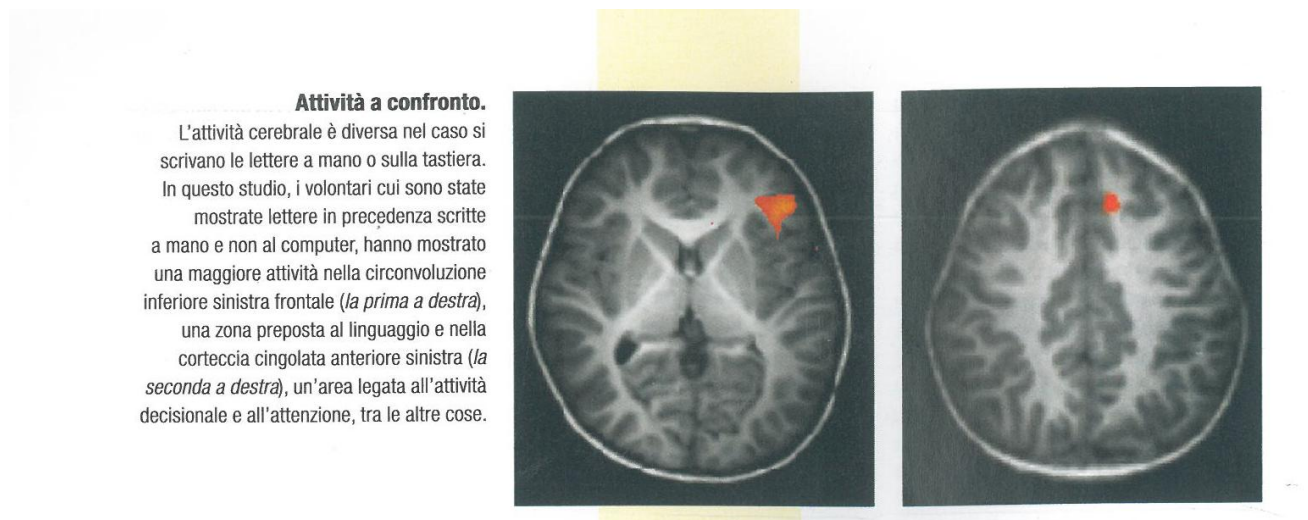 Attività a confronto.
L'attività cerebrale è diversa nel caso si
scrivano le lettere a mano o sulla tastiera.
In questo studio, i volontari cui sono state
mostrate lettere in precedenza scritte
a mano e non al computer, hanno mostrato
una maggiore attività nella circonvoluzione
inferiore sinistra frontale (la prima a destra),
una zona preposta al linguaggio e nella
corteccia cingolata anteriore sinistra (la
seconda a destra), un'area legata all'attività
decisionale e all'attenzione, tra le altre cose.